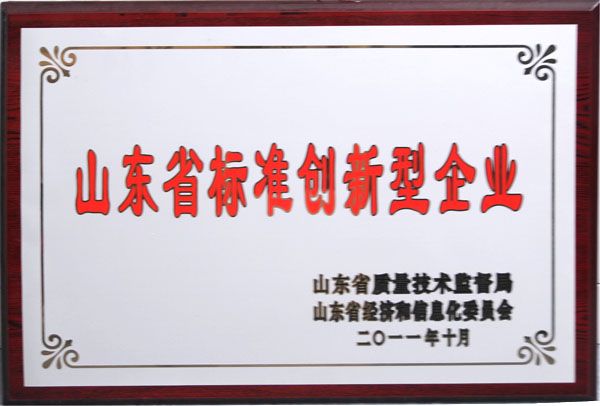 山东省标准创新型企业
山东省质量技术监督局
山东省经济和信息化委员会
二〇一一年十月